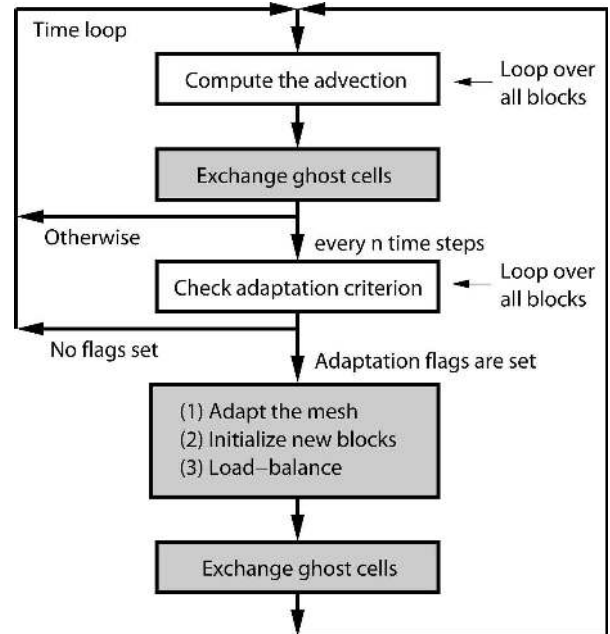 Time loop
Compute the advection
Loop over
all blocks
Exchange ghost cells
Otherwise
every n time steps
Check adaptation criterion
Loop over
all blocks
No flags set
Adaptation flags are set
(1) Adapt the mesh
(2) Initialize new blocks
(3) Load–balance
Exchange ghost cells